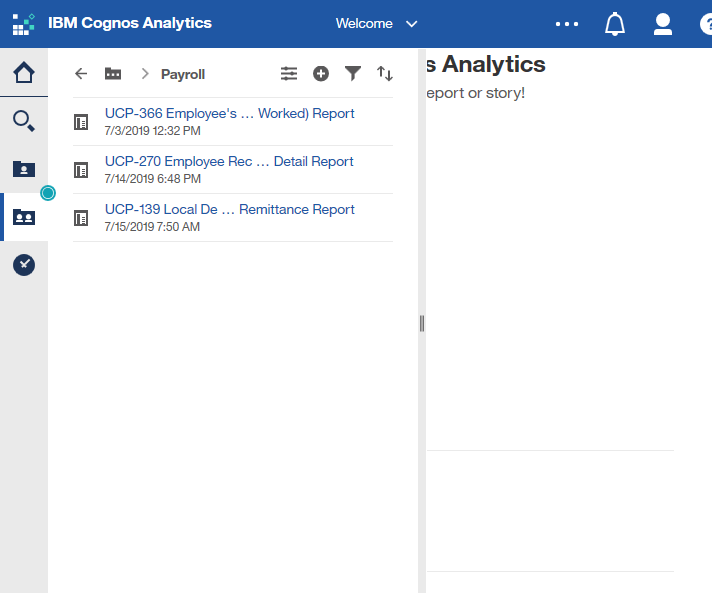 IBM Cognos Analytics
Welcome
Payroll
s Analytics
eport or story!
UCP-366 Employee's ... Worked) Report
7/3/2019 12:32 PM
UCP-270 Employee Rec ... Detail Report
7/14/2019 6:48 PM
UCP-139 Local De ... Remittance Report
7/15/2019 7:50 AM